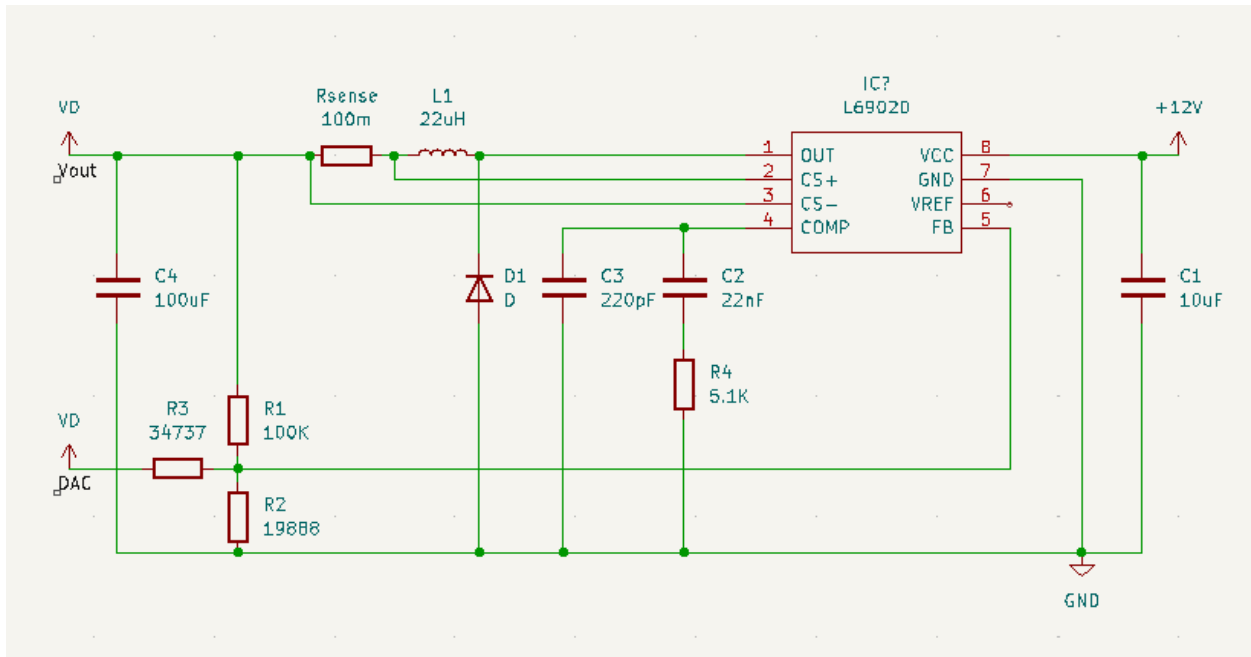 IC?
L6902D
Rsense
100m
L1
22uH
VD
Vout
+12V
1
OUT
VCC
8
2
CS+
GND
7
3
CS-
VREF
6
4
COMP
FB
5
C4
100uF
D1
D
C3
220pF
C2
22nF
C1
10uF
R4
5.1K
VD
DAC
R3
34737
R1
100K
R2
19888
GND